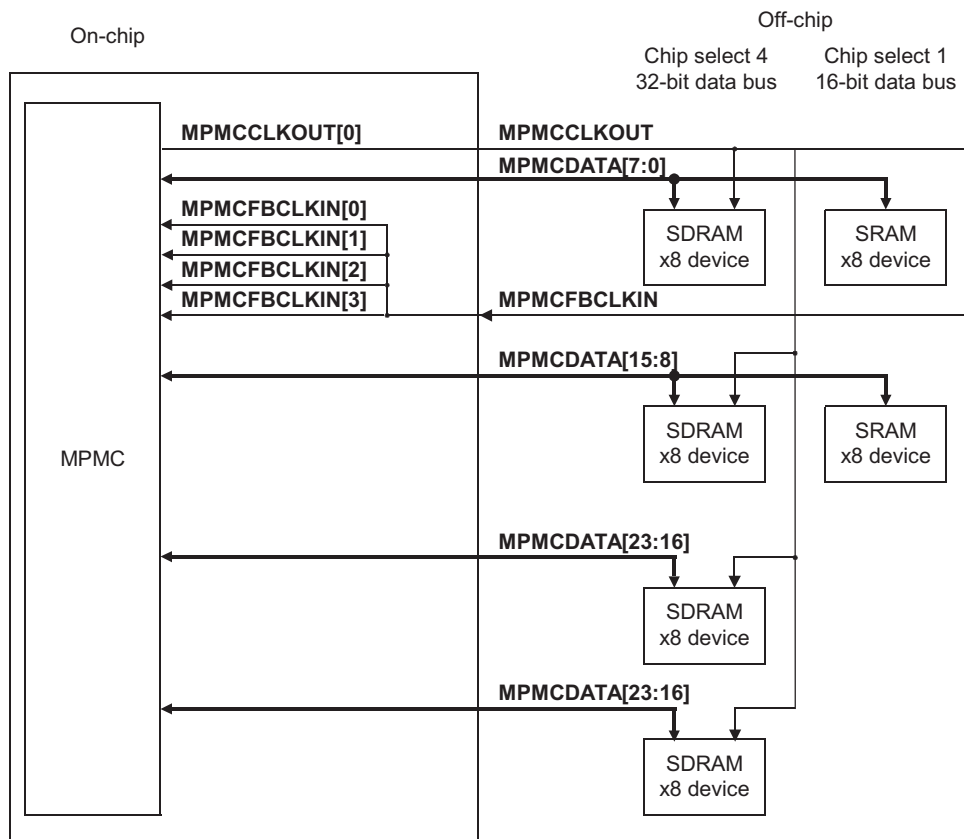 On-chip
Off-chip
Chip select 4
32-bit data bus
Chip select 1
16-bit data bus
MPMCCLKOUT[0]
MPMCCLKOUT
MPMCDATA[7:0]
MPMCFBCLKIN[0]
MPMCFBCLKIN[1]
MPMCFBCLKIN[2]
MPMCFBCLKIN[3]
SDRAM
x8 device
SRAM
x8 device
MPMCFBCLKIN
MPMCDATA[15:8]
SDRAM
x8 device
SRAM
x8 device
MPMC
MPMCDATA[23:16]
SDRAM
x8 device
MPMCDATA[23:16]
SDRAM
x8 device